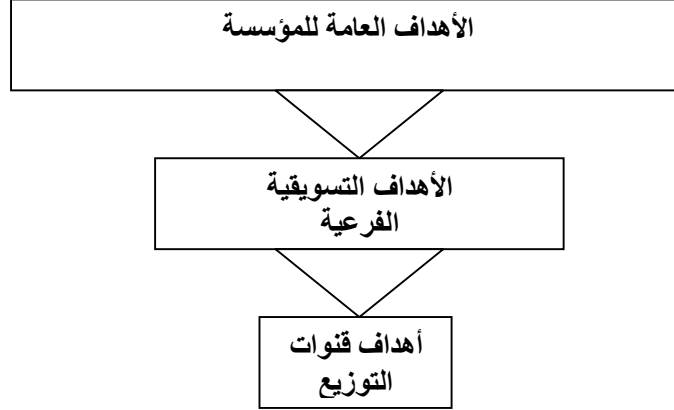 الأهداف العامة للمؤسسة
الأهداف التسويقية
الفرعية
أهداف قنوات
التوزيع